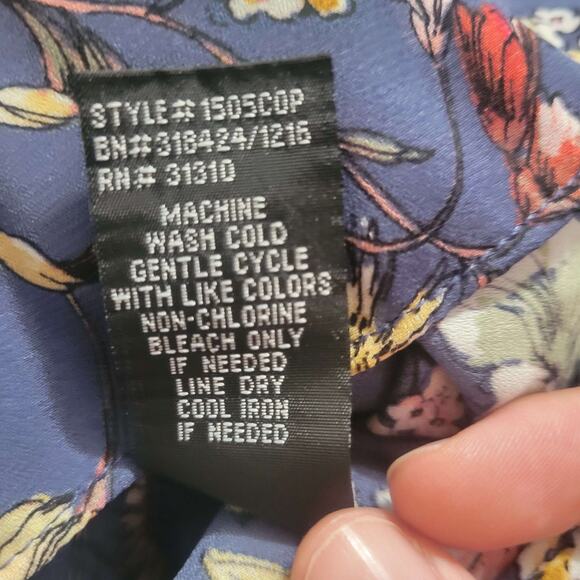 STYLE# 1505COP
BN# 318424/1216
RN# 31310
MACHINE
WASH COLD
GENTLE CYCLE
WITH LIKE COLORS
NON-CHLORINE
BLEACH ONLY
IF NEEDED
LINE DRY
COOL IRON
IF NEEDED